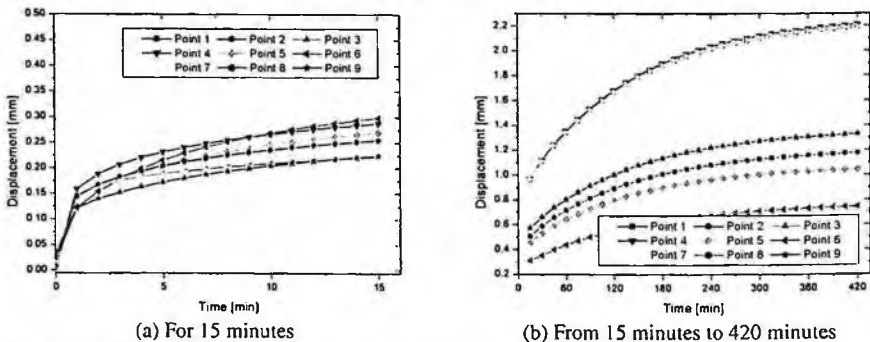 0.50
0.45
0.40
0.35
0.30
0.25
0.20
0.15
0.10
0.05
0.00
Displacement [mm]
Point 1 Point 2 Point 3
Point 4 Point 5 Point 6
Point 7 Point 8 Point 9
0 5 10 15
Time [min]
(a) For 15 minutes
2.2
2.0
1.8
1.6
1.4
1.2
1.0
0.8
0.6
0.4
0.2
Displacement [mm]
Point 1 Point 2 Point 3
Point 4 Point 5 Point 6
Point 7 Point 8 Point 9
0 60 120 180 240 300 360 420
Time [min]
(b) From 15 minutes to 420 minutes